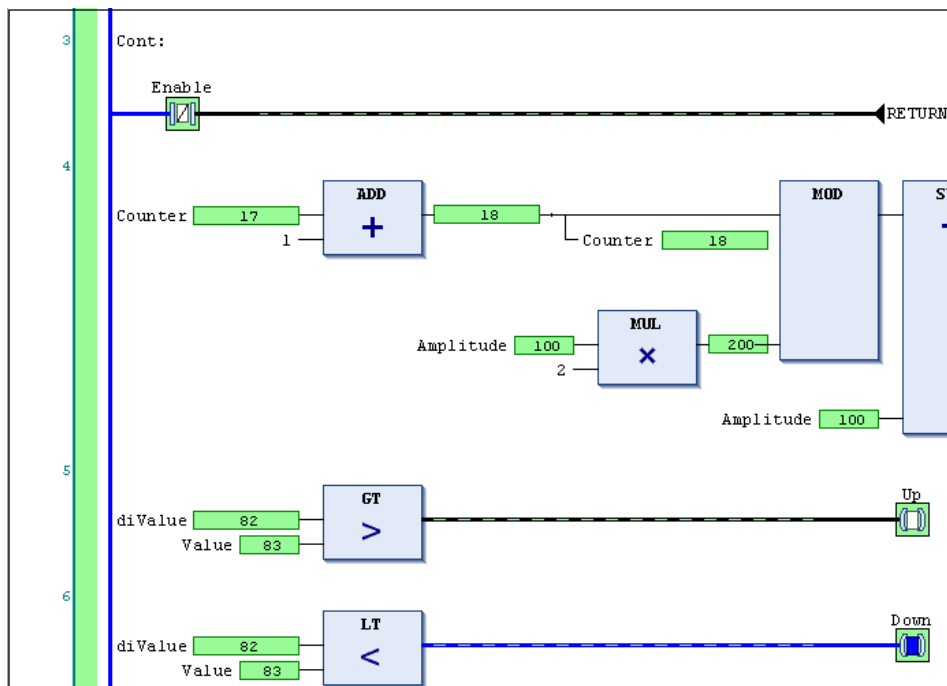 3 Cont:
Enable
RETURN
4
ADD
MOD
Counter 17 + 18
1
Counter 18
MUL
Amplitude 100 × 200
2
Amplitude 100
5
GT
Up
diValue 82 >
Value 83
6
LT
Down
diValue 82 <
Value 83